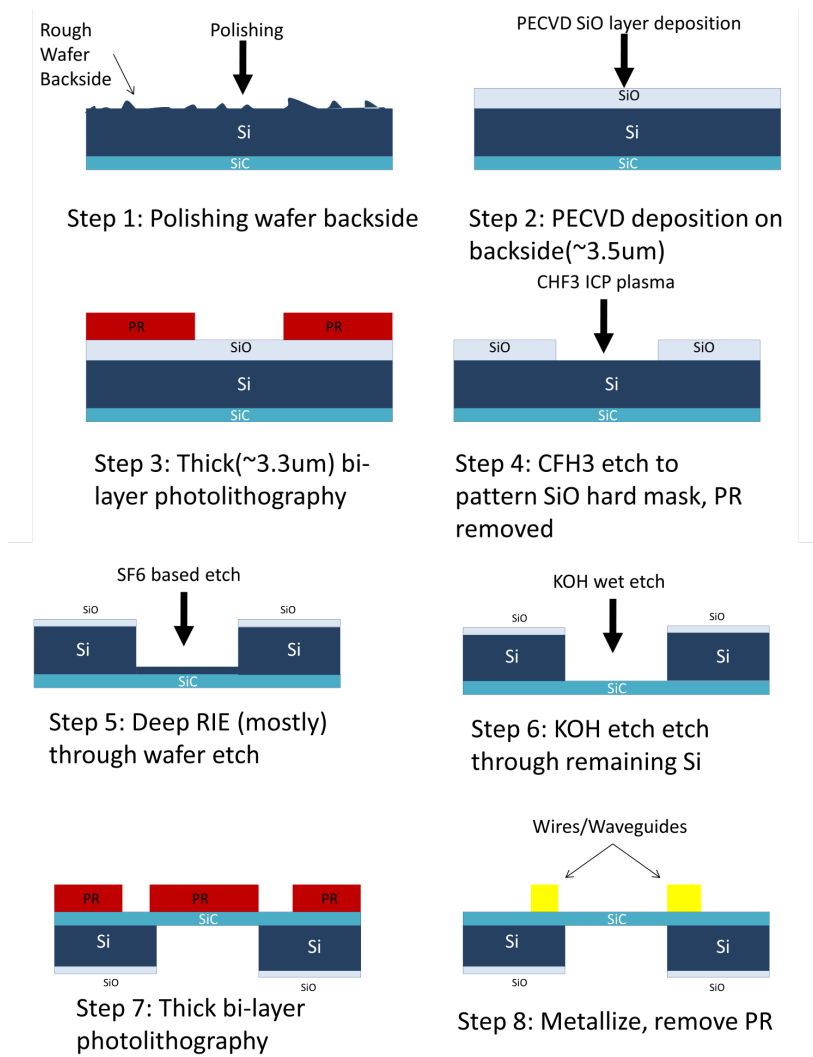 Rough
Wafer
Backside
Polishing
Si
SiC
Step 1: Polishing wafer backside
PECVD SiO layer deposition
SiO
Si
SiC
Step 2: PECVD deposition on
backside(~3.5um)
PR
PR
SiO
Si
SiC
Step 3: Thick(~3.3um) bi-
layer photolithography
CHF3 ICP plasma
SiO
SiO
Si
SiC
Step 4: CFH3 etch to
pattern SiO hard mask, PR
removed
SF6 based etch
SiO
SiO
Si
Si
SiC
Step 5: Deep RIE (mostly)
through wafer etch
KOH wet etch
SiO
SiO
Si
Si
SiC
Step 6: KOH etch etch
through remaining Si
PR
PR
PR
SiC
Si
Si
SiO
SiO
Step 7: Thick bi-layer
photolithography
Wires/Waveguides
SiC
Si
Si
SiO
SiO
Step 8: Metallize, remove PR